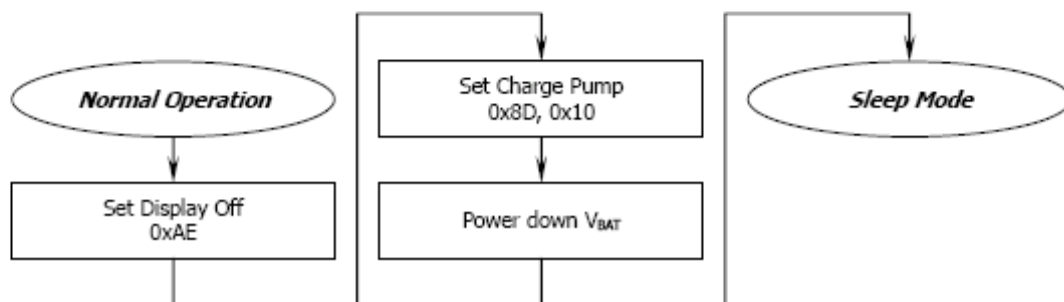 Normal Operation
Set Display Off
0xAE
Set Charge Pump
0x8D, 0x10
Power down VBAT
Sleep Mode